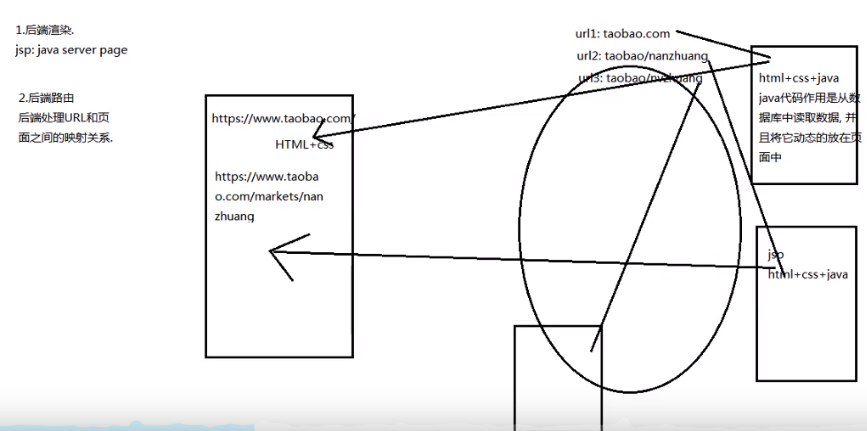 1.后端渲染.
jsp: java server page
2.后端路由
后端处理URL和页
面之间的映射关系.
https://www.taobao.com/
HTML+css
https://www.taoba
o.com/markets/nan
zhuang
url1: taobao.com
url2: taobao/nanzhuang
url3: taobao/nvzhuang
html+css+java
java代码作用是从数
据库中读取数据, 并
且将它动态的放在页
面中
jsp
html+css+java